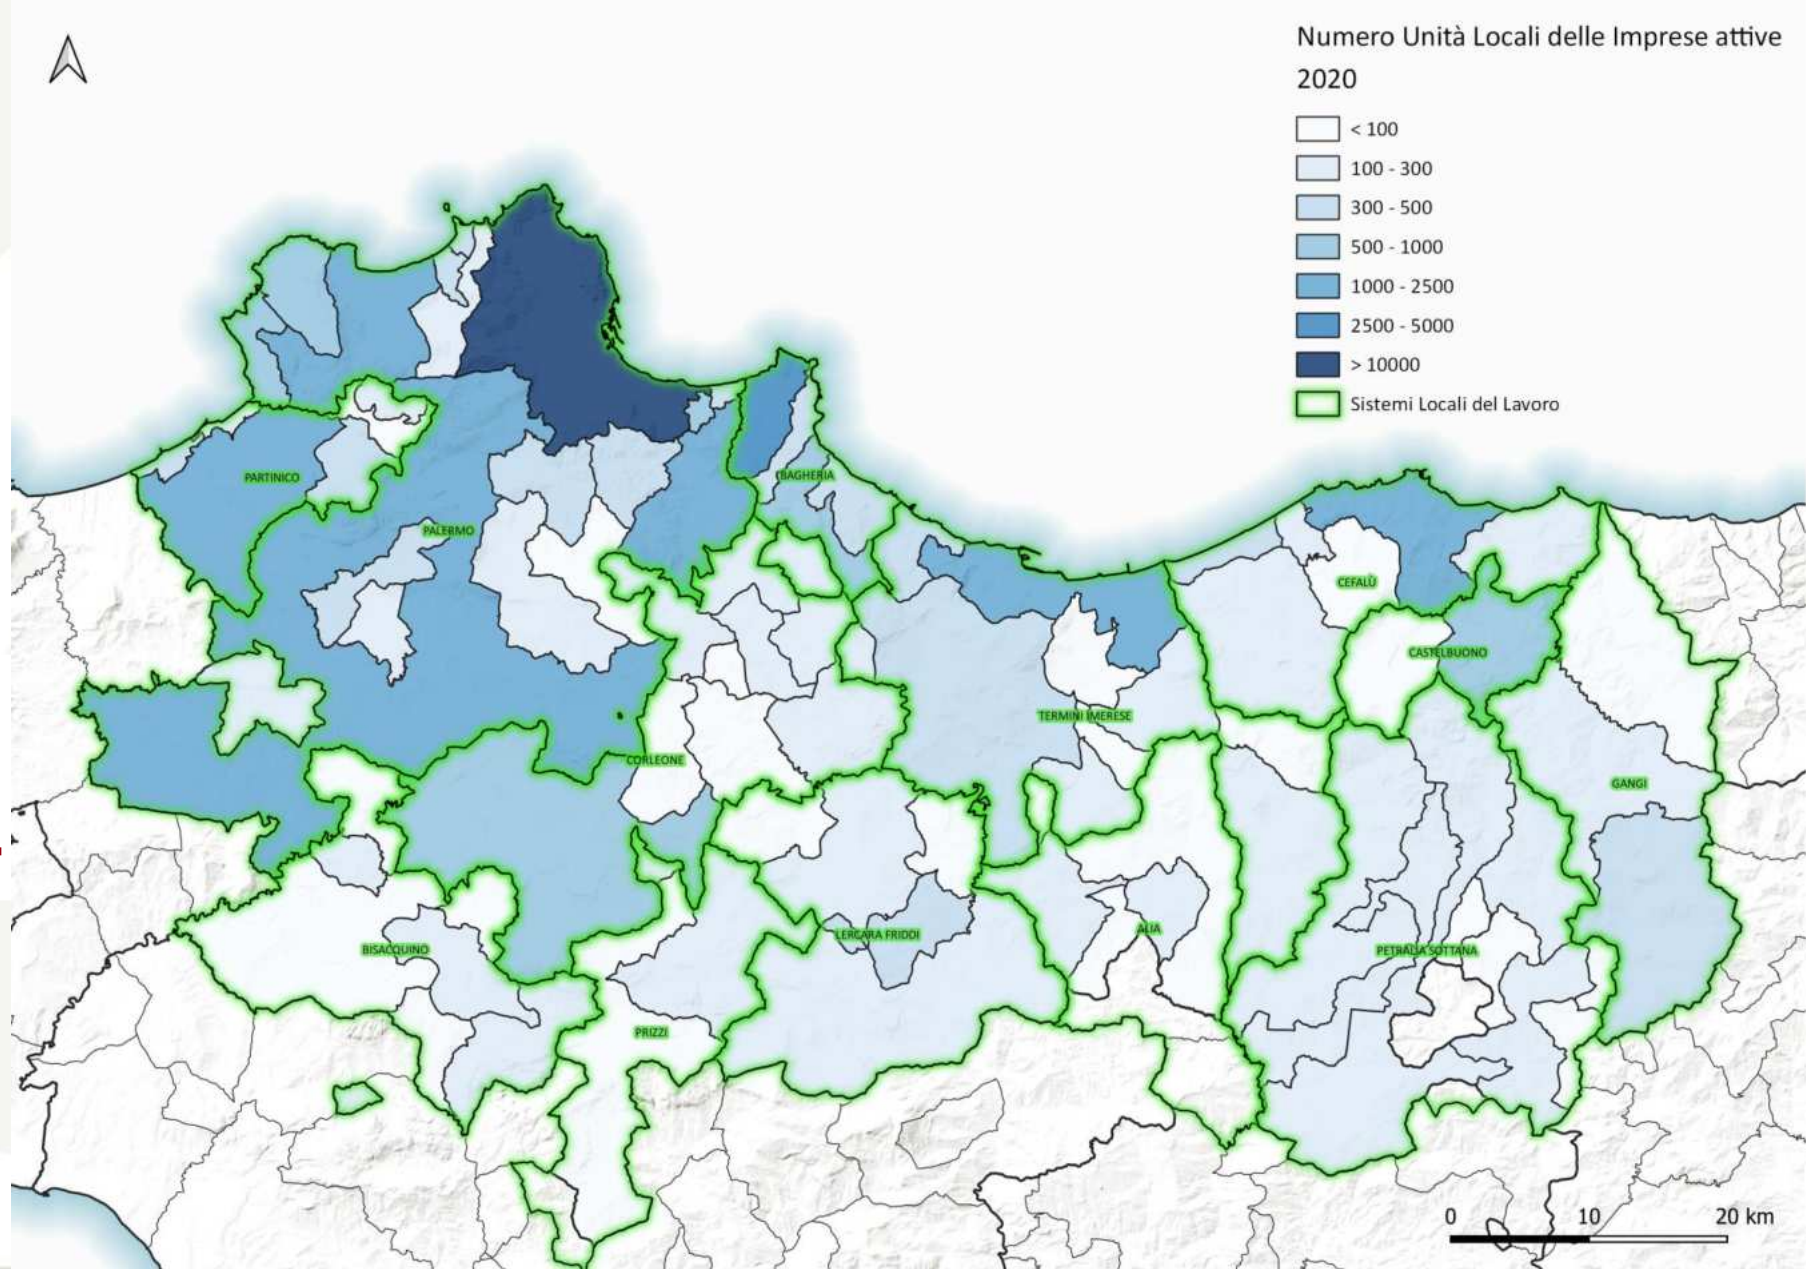 Numero Unità Locali delle Imprese attive
2020
< 100
100 - 300
300 - 500
500 - 1000
1000 - 2500
2500 - 5000
> 10000
Sistemi Locali del Lavoro
PARTINICO
BAGHERIA
PALERMO
CEFALÙ
CASTELBUONO
TERMINI IMERESE
CORLEONE
GANGI
ALIA
LERCARA FRIDDI
BISACQUINO
PETRALIA SOTTANA
PRIZZI
0 10 20 km